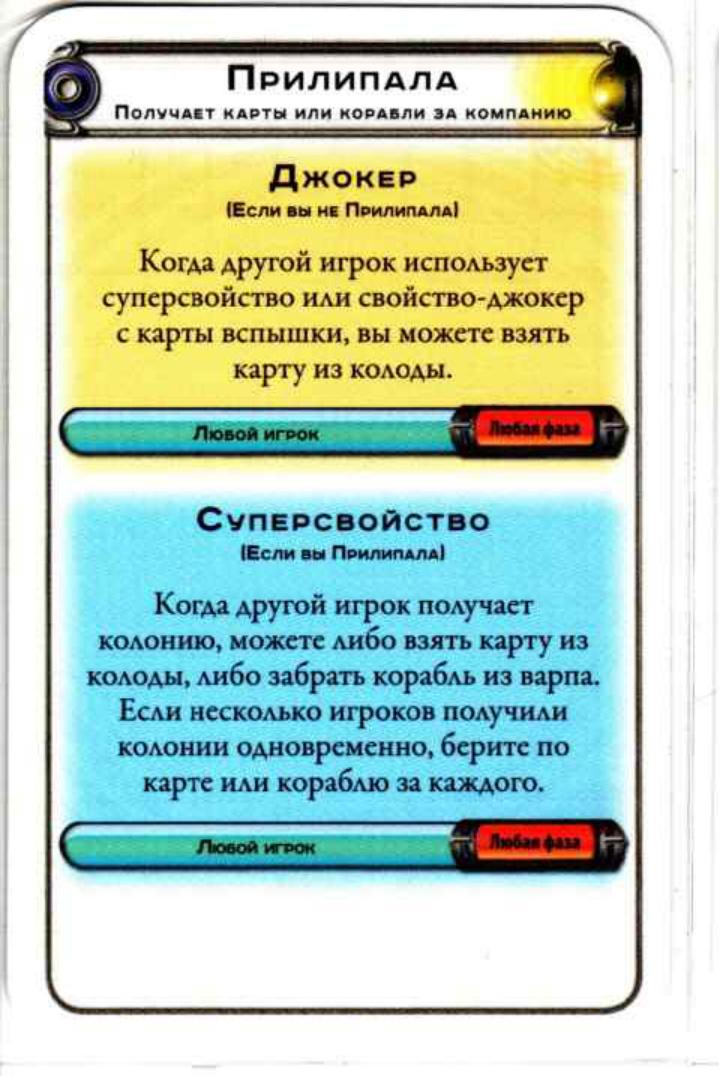 Прилипала
Получает карты или корабли за компанию
Джокер
(Если вы не Прилипала)
Когда другой игрок использует
суперсвойство или свойство-джокер
с карты вспышки, вы можете взять
карту из колоды.
Любой игрок
Любая фаза
Суперсвойство
(Если вы Прилипала)
Когда другой игрок получает
колонию, можете либо взять карту из
колоды, либо забрать корабль из варпа.
Если несколько игроков получили
колонии одновременно, берите по
карте или кораблю за каждого.
Любой игрок
Любая фаза